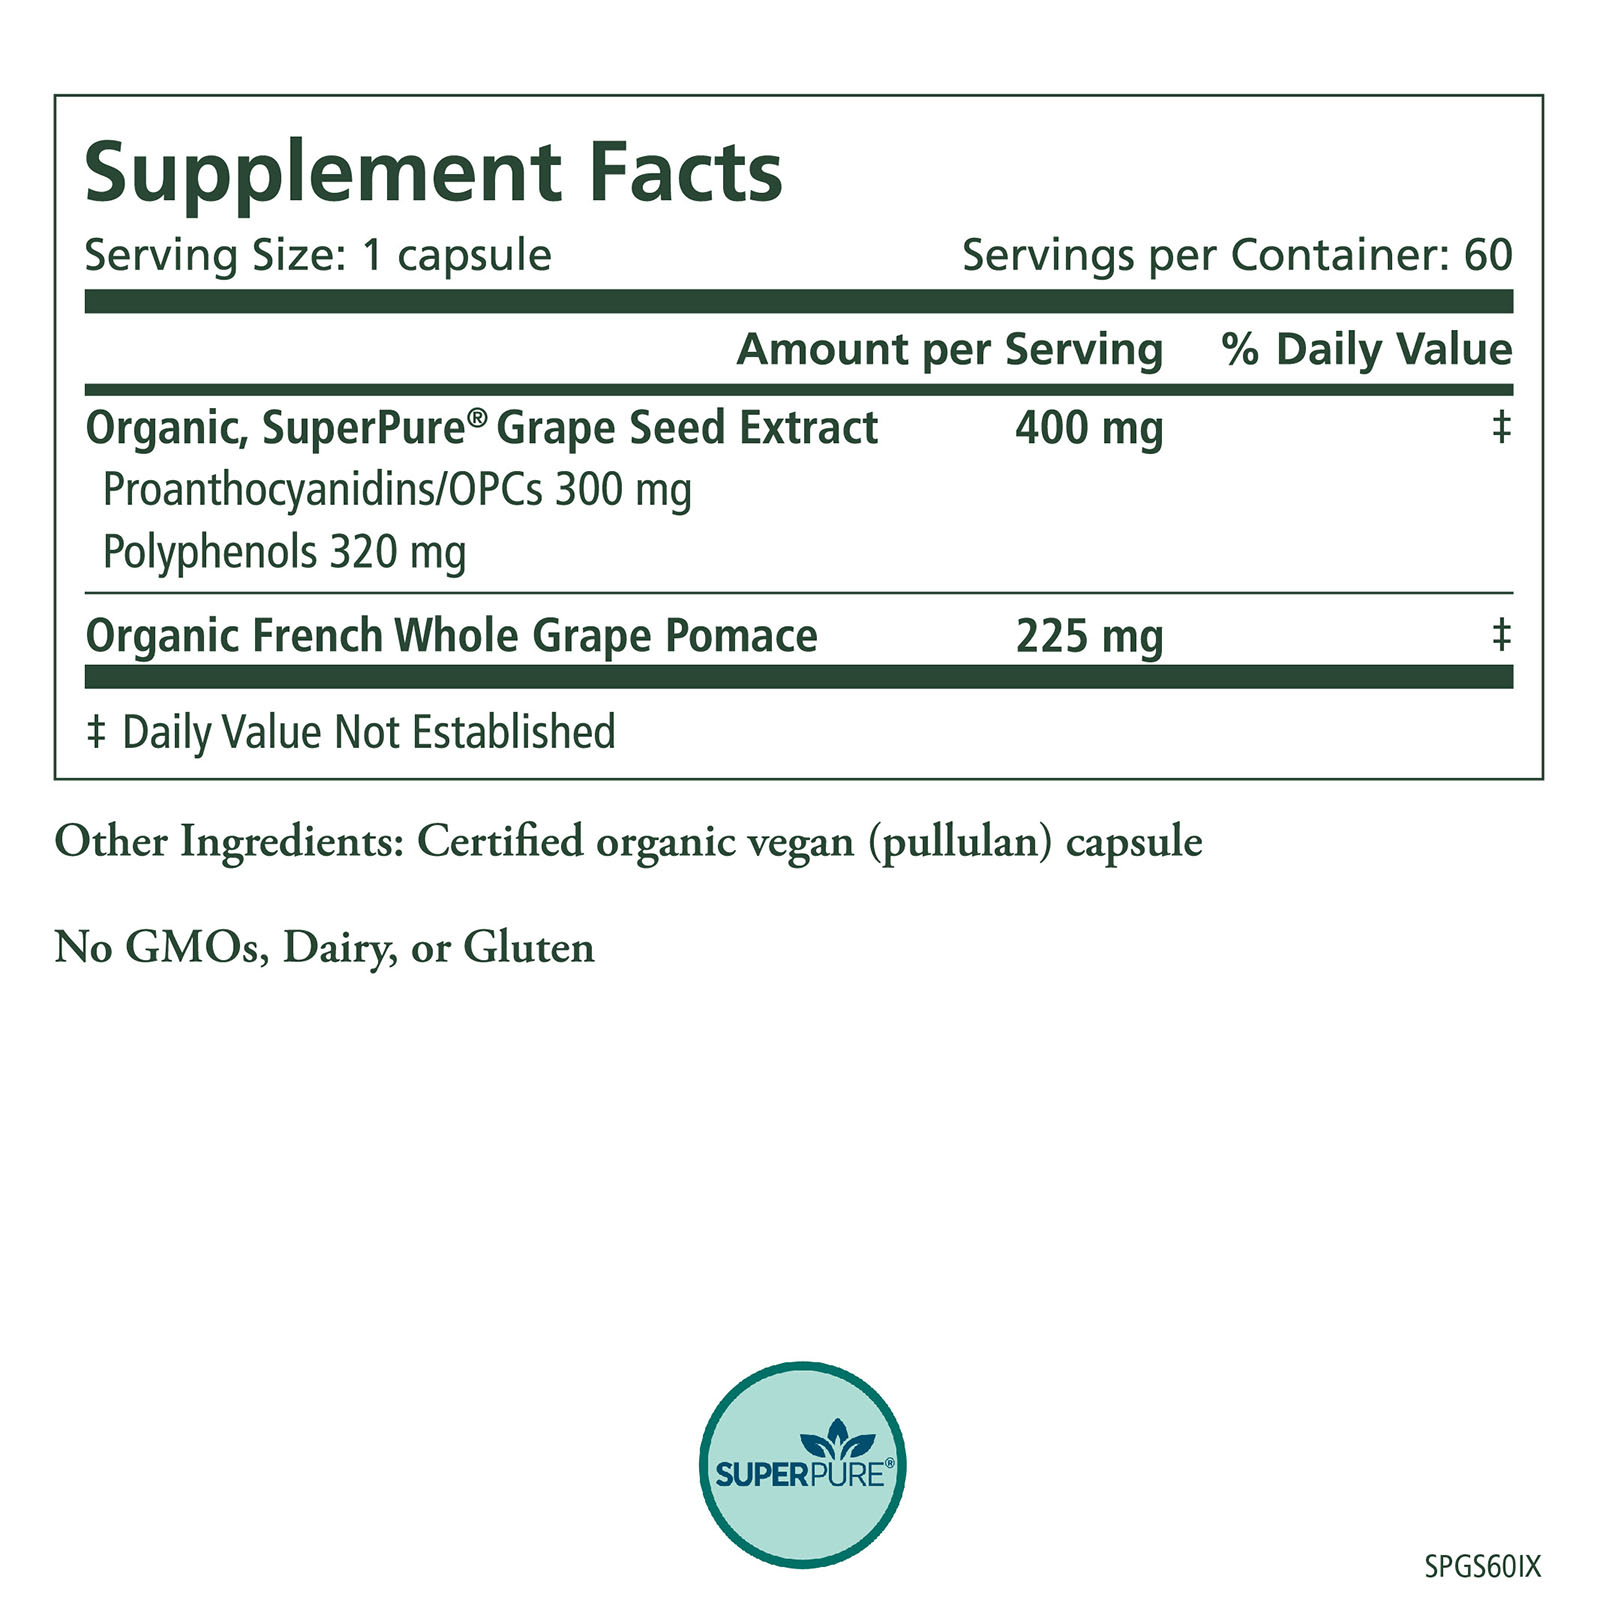 Supplement Facts
Serving Size: 1 capsule Servings per Container: 60
Amount per Serving % Daily Value
Organic, SuperPure® Grape Seed Extract 400 mg ‡
Proanthocyanidins/OPCs 300 mg
Polyphenols 320 mg
Organic French Whole Grape Pomace 225 mg ‡
‡ Daily Value Not Established
Other Ingredients: Certified organic vegan (pullulan) capsule
No GMOs, Dairy, or Gluten
SUPERPURE®
SPGS60IX